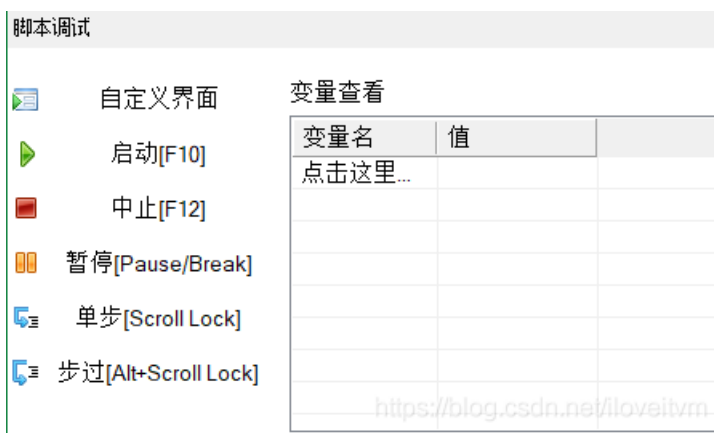 脚本调试
自定义界面
启动[F10]
中止[F12]
暂停[Pause/Break]
单步[Scroll Lock]
步过[Alt+Scroll Lock]
变量查看
变量名 值
点击这里...
https://blog.csdn.net/iloveitvm